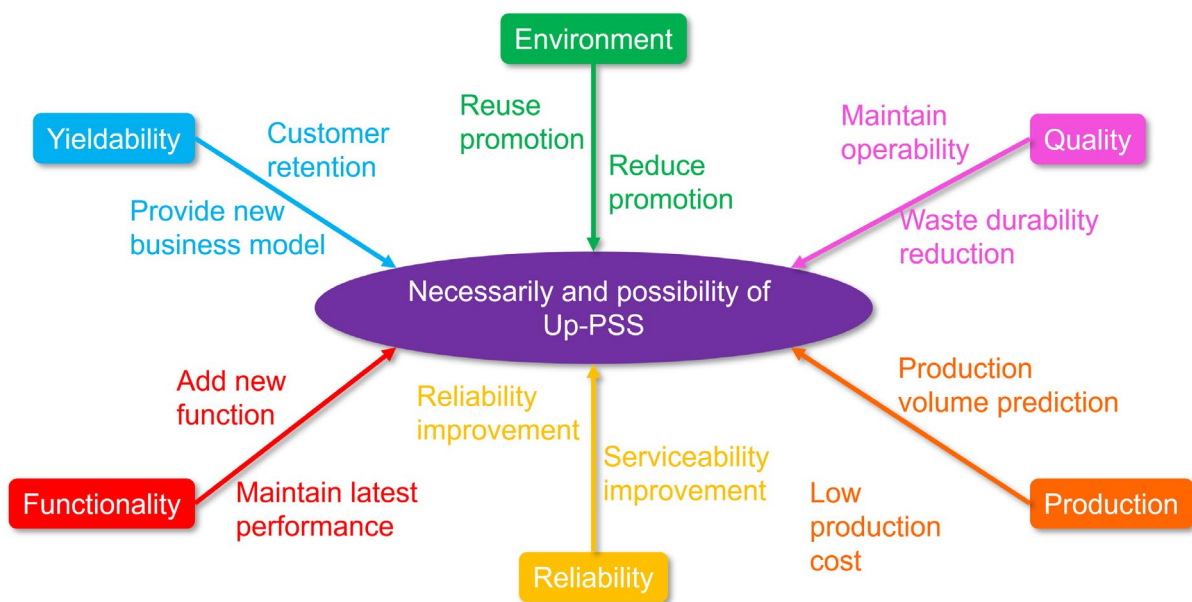 Environment
Reuse
promotion
Reduce
promotion
Yieldability
Customer
retention
Provide new
business model
Maintain
operability
Quality
Waste durability
reduction
Necessarily and possibility of
Up-PSS
Add new
function
Functionality
Maintain latest
performance
Reliability
improvement
Serviceability
improvement
Reliability
Production
volume prediction
Low
production
cost
Production